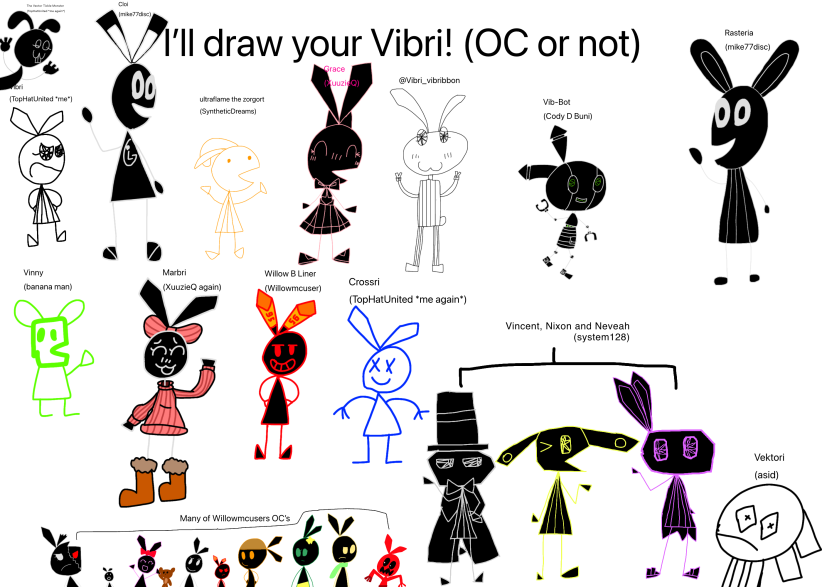 Cloi
(mike77disc)
I'll draw your Vibri! (OC or not)
Rasteria
(mike77disc)
Grace
(XuuzieQ)
@Vibri_vibribbon
Vibri
(TopHatUnited *me*)
ultraflame the zorgort
(SyntheticDreams)
Vib-Bot
(Cody D Buni)
Vinny
(banana man)
Marbri
(XuuzieQ again)
Willow B Liner
(Willowmcuser)
Crossri
(TopHatUnited *me again*)
Vincent, Nixon and Neveah
(system128)
Vektori
(asid)
Many of Willowmcusers OC's